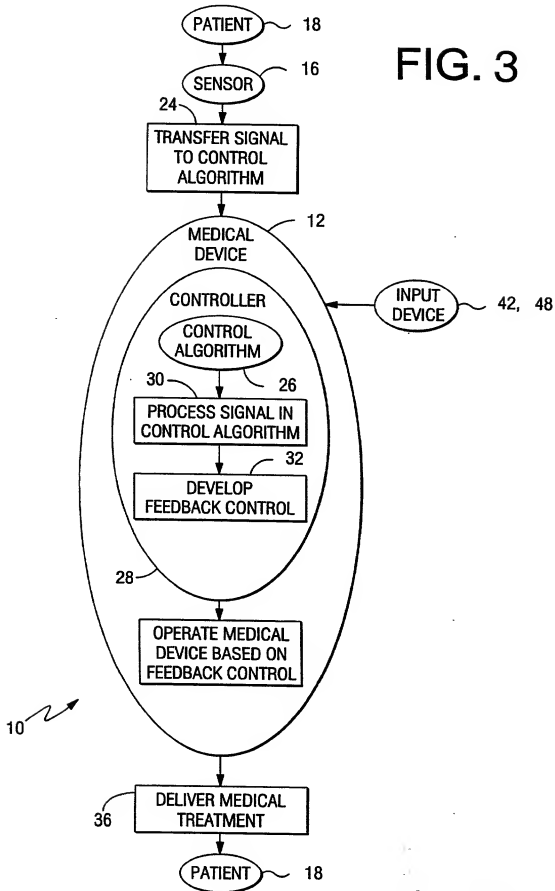 PATIENT
18
FIG. 3
SENSOR
16
24
TRANSFER SIGNAL
TO CONTROL
ALGORITHM
12
MEDICAL
DEVICE
CONTROLLER
INPUT
DEVICE
42, 48
CONTROL
ALGORITHM
30
26
PROCESS SIGNAL IN
CONTROL ALGORITHM
32
DEVELOP
FEEDBACK CONTROL
28
OPERATE MEDICAL
DEVICE BASED ON
FEEDBACK CONTROL
10
DELIVER MEDICAL
TREATMENT
36
PATIENT
18